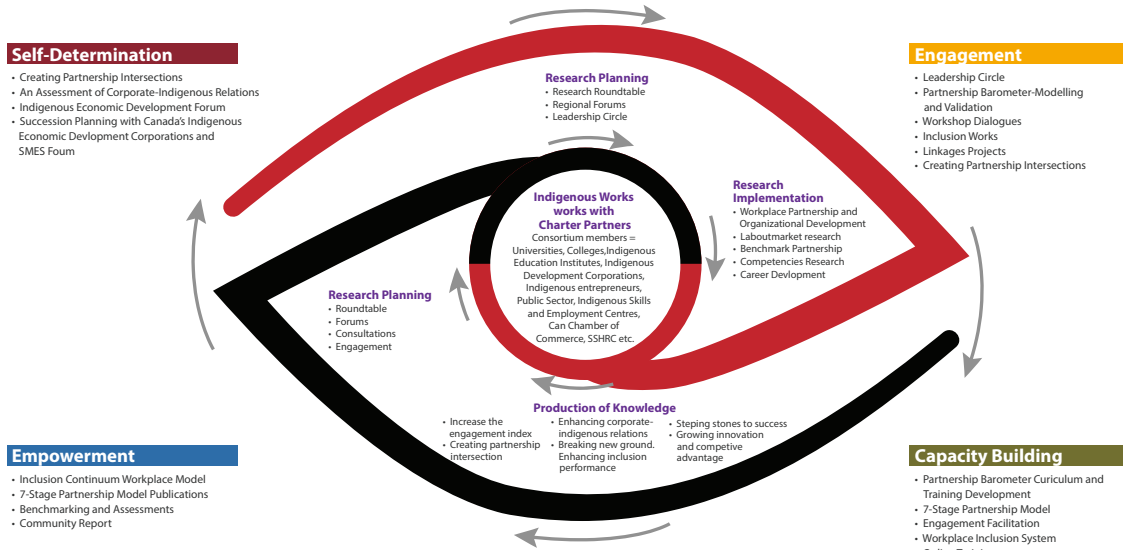 Self-Determination
• Creating Partnership Intersections
• An Assessment of Corporate-Indigenous Relations
• Indigenous Economic Development Forum
• Succession Planning with Canada's Indigenous
Economic Devlopment Corporations and
SMES Foum
Research Planning
• Research Roundtable
• Regional Forums
• Leadership Circle
Engagement
• Leadership Circle
• Partnership Barometer-Modelling
and Validation
• Workshop Dialogues
• Inclusion Works
• Linkages Projects
• Creating Partnership Intersections
Indigenous Works
works with
Charter Partners
Consortium members =
Universities, Colleges,Indigenous
Education Institutes, Indigenous
Development Corporations,
Indigenous entrepreneurs,
Public Sector, Indigenous Skills
and Employment Centres,
Can Chamber of
Commerce, SSHRC etc.
Research
Implementation
• Workplace Partnership and
Organizational Development
• Laboutmarket research
• Benchmark Partnership
• Competencies Research
• Career Devlopment
Research Planning
• Roundtable
• Forums
• Consultations
• Engagement
Production of Knowledge
• Increase the
engagement index
• Creating partnership
intersection
• Enhancing corporate-
indigenous relations
• Breaking new ground.
Enhancing inclusion
performance
• Steping stones to success
• Growing innovation
and competive
advantage
Empowerment
• Inclusion Continuum Workplace Model
• 7-Stage Partnership Model Publications
• Benchmarking and Assessments
• Community Report
Capacity Building
• Partnership Barometer Curiculum and
Training Development
• 7-Stage Partnership Model
• Engagement Facilitation
• Workplace Inclusion System